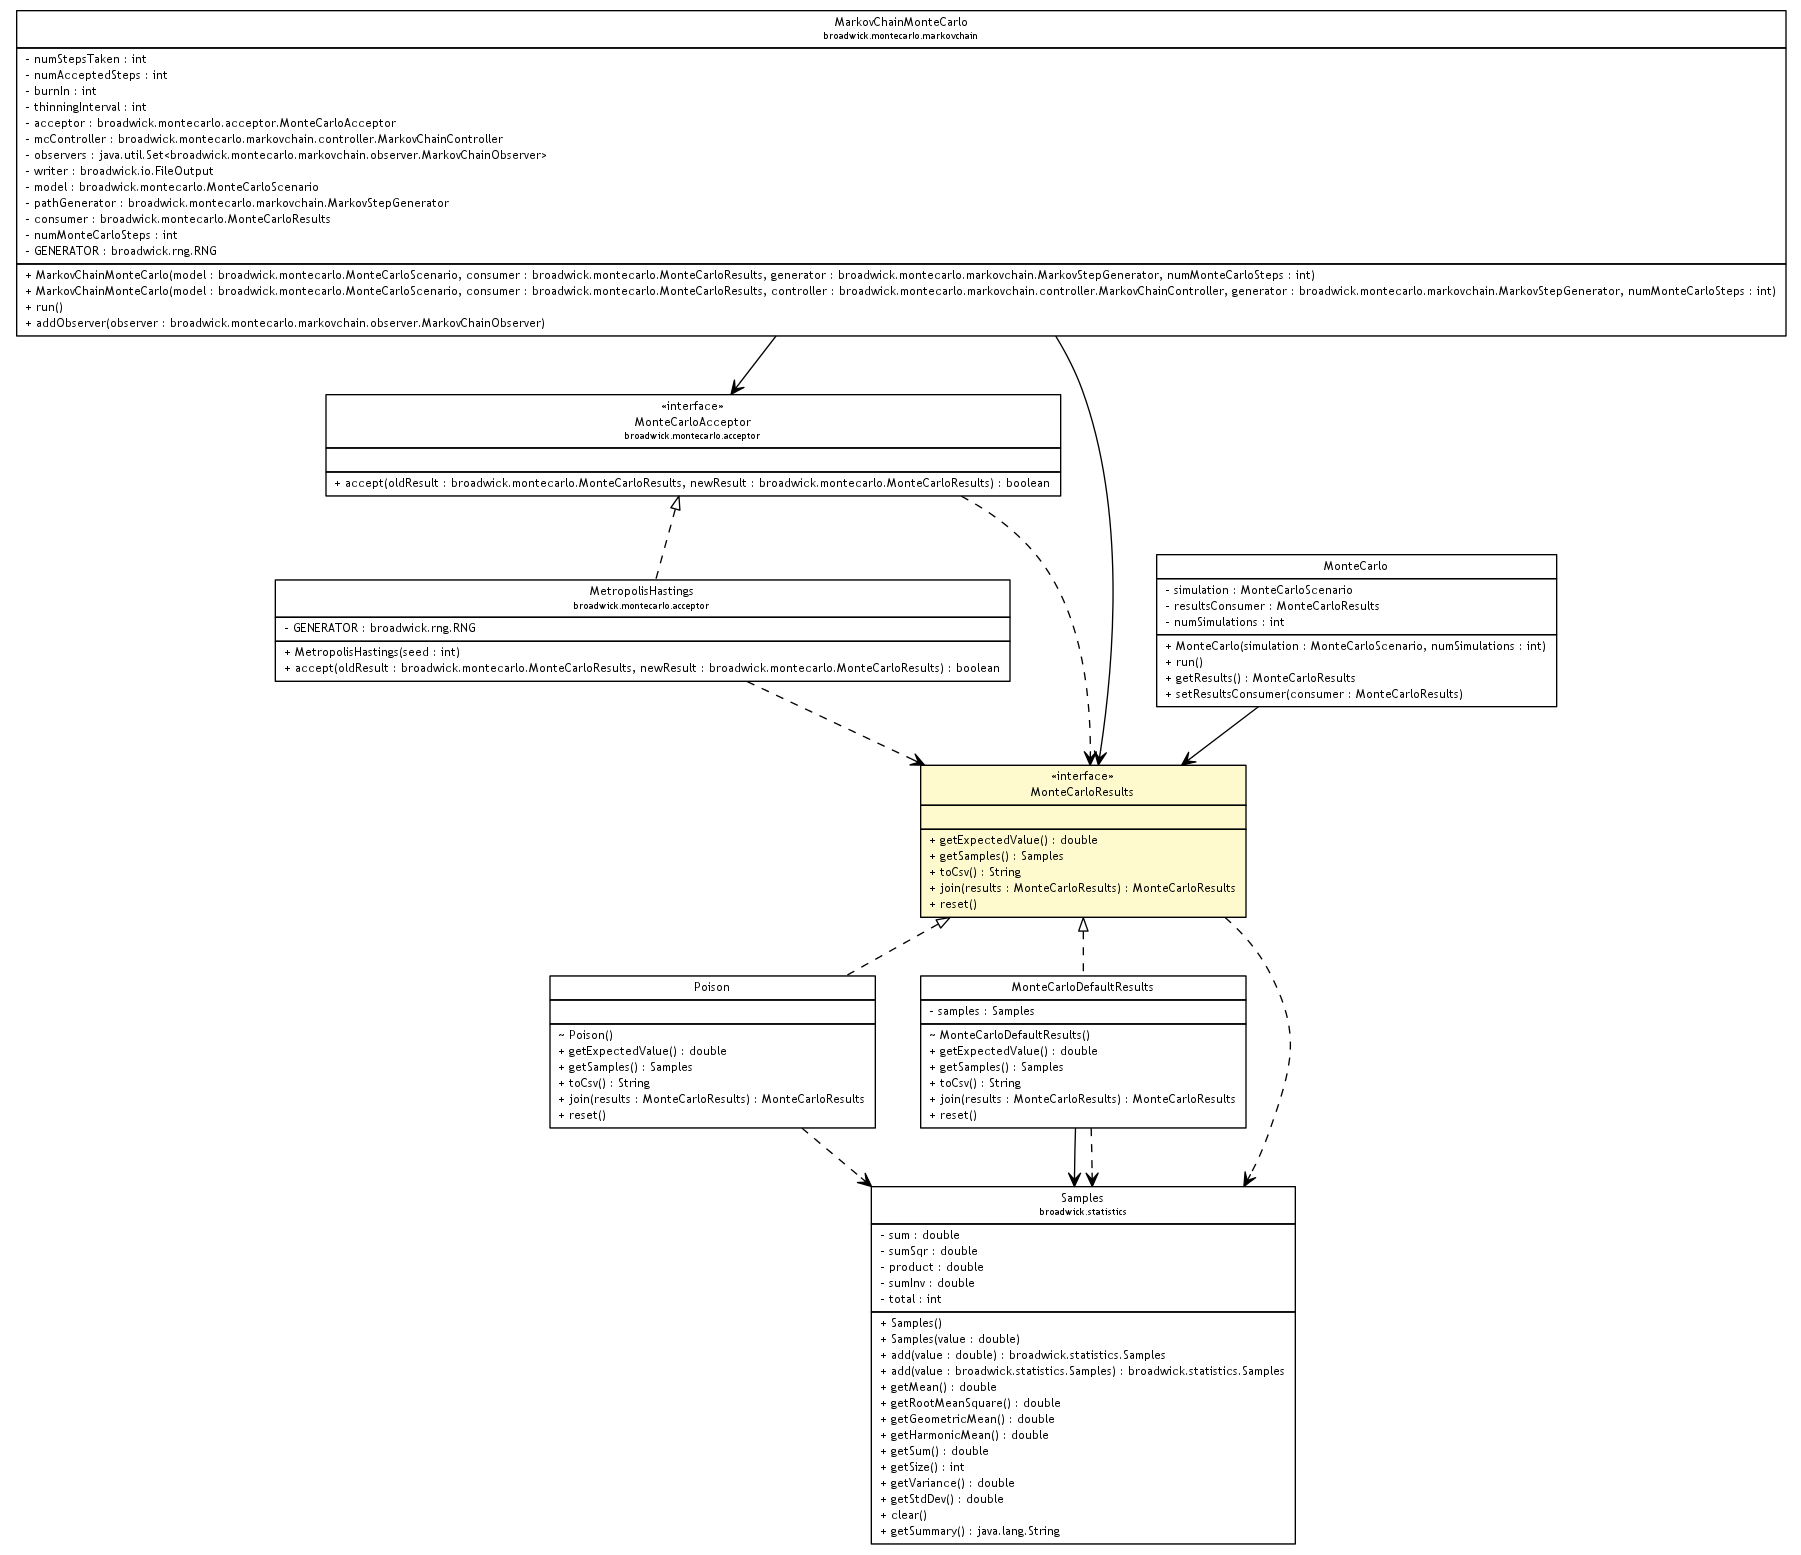 MarkovChainMonteCarlo
broadwick.montecarlo.markovchain
- numStepsTaken : int
- numAcceptedSteps : int
- burnIn : int
- thinningInterval : int
- acceptor : broadwick.montecarlo.acceptor.MonteCarloAcceptor
- mcController : broadwick.montecarlo.markovchain.controller.MarkovChainController
- observers : java.util.Set<broadwick.montecarlo.markovchain.observer.MarkovChainObserver>
- writer : broadwick.io.FileOutput
- model : broadwick.montecarlo.MonteCarloScenario
- pathGenerator : broadwick.montecarlo.markovchain.MarkovStepGenerator
- consumer : broadwick.montecarlo.MonteCarloResults
- numMonteCarloSteps : int
- GENERATOR : broadwick.rng.RNG
+ MarkovChainMonteCarlo(model : broadwick.montecarlo.MonteCarloScenario, consumer : broadwick.montecarlo.MonteCarloResults, generator : broadwick.montecarlo.markovchain.MarkovStepGenerator, numMonteCarloSteps : int)
+ MarkovChainMonteCarlo(model : broadwick.montecarlo.MonteCarloScenario, consumer : broadwick.montecarlo.MonteCarloResults, controller : broadwick.montecarlo.markovchain.controller.MarkovChainController, generator : broadwick.montecarlo.markovchain.MarkovStepGenerator, numMonteCarloSteps : int)
+ run()
+ addObserver(observer : broadwick.montecarlo.markovchain.observer.MarkovChainObserver)
«interface»
MonteCarloAcceptor
broadwick.montecarlo.acceptor
+ accept(oldResult : broadwick.montecarlo.MonteCarloResults, newResult : broadwick.montecarlo.MonteCarloResults) : boolean
MetropolisHastings
broadwick.montecarlo.acceptor
- GENERATOR : broadwick.rng.RNG
+ MetropolisHastings(seed : int)
+ accept(oldResult : broadwick.montecarlo.MonteCarloResults, newResult : broadwick.montecarlo.MonteCarloResults) : boolean
MonteCarlo
- simulation : MonteCarloScenario
- resultsConsumer : MonteCarloResults
- numSimulations : int
+ MonteCarlo(simulation : MonteCarloScenario, numSimulations : int)
+ run()
+ getResults() : MonteCarloResults
+ setResultsConsumer(consumer : MonteCarloResults)
«interface»
MonteCarloResults
+ getExpectedValue() : double
+ getSamples() : Samples
+ toCsv() : String
+ join(results : MonteCarloResults) : MonteCarloResults
+ reset()
Poison
~ Poison()
+ getExpectedValue() : double
+ getSamples() : Samples
+ toCsv() : String
+ join(results : MonteCarloResults) : MonteCarloResults
+ reset()
MonteCarloDefaultResults
- samples : Samples
~ MonteCarloDefaultResults()
+ getExpectedValue() : double
+ getSamples() : Samples
+ toCsv() : String
+ join(results : MonteCarloResults) : MonteCarloResults
+ reset()
Samples
broadwick.statistics
- sum : double
- sumSqr : double
- product : double
- sumInv : double
- total : int
+ Samples()
+ Samples(value : double)
+ add(value : double) : broadwick.statistics.Samples
+ add(value : broadwick.statistics.Samples) : broadwick.statistics.Samples
+ getMean() : double
+ getRootMeanSquare() : double
+ getGeometricMean() : double
+ getHarmonicMean() : double
+ getSum() : double
+ getSize() : int
+ getVariance() : double
+ getStdDev() : double
+ clear()
+ getSummary() : java.lang.String